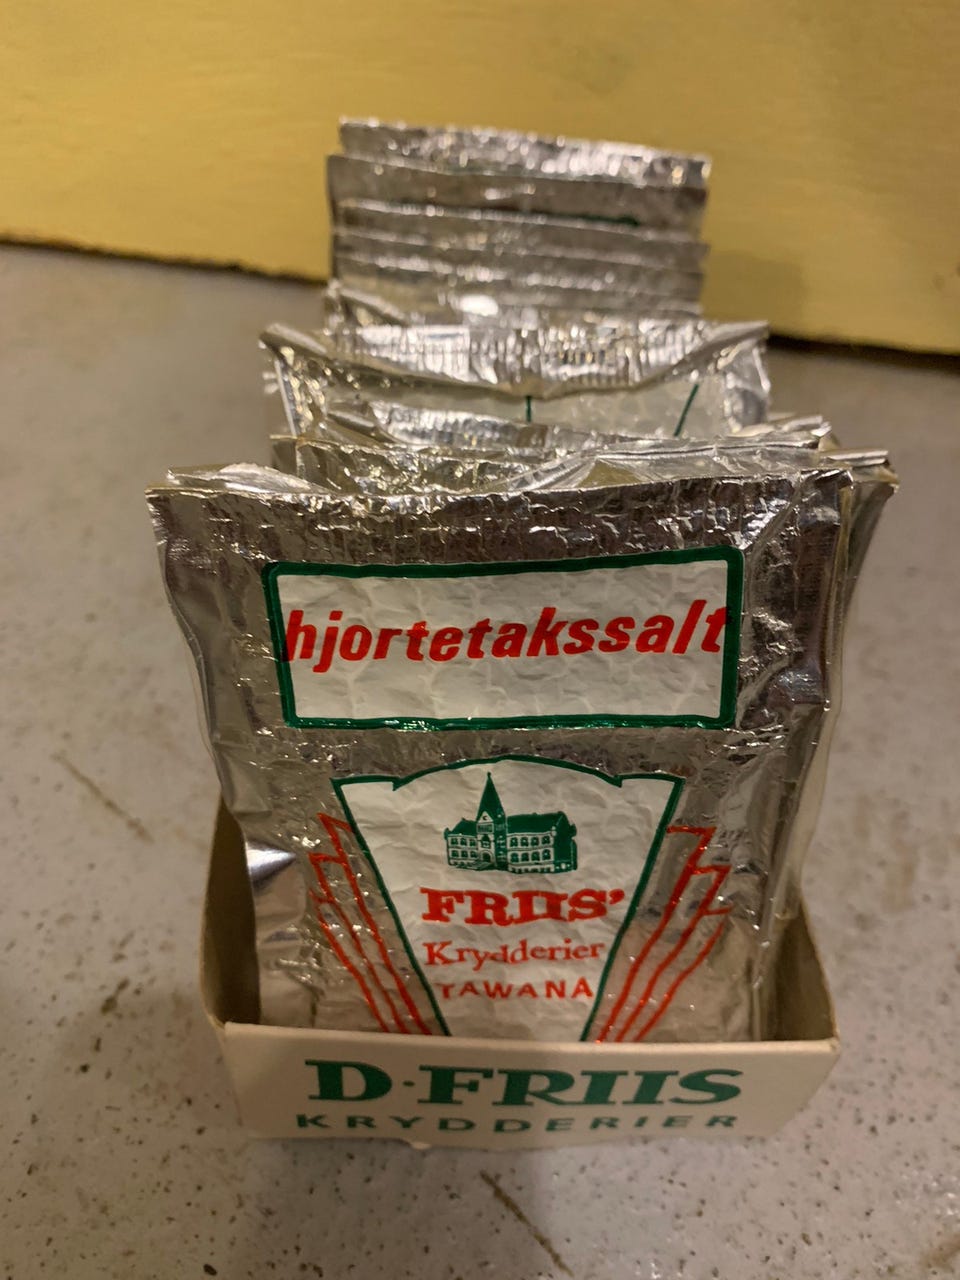 hjortetakssalt
FRIIS'
Krydderier
TAWANA
D·FRIIS
KRYDDERIER